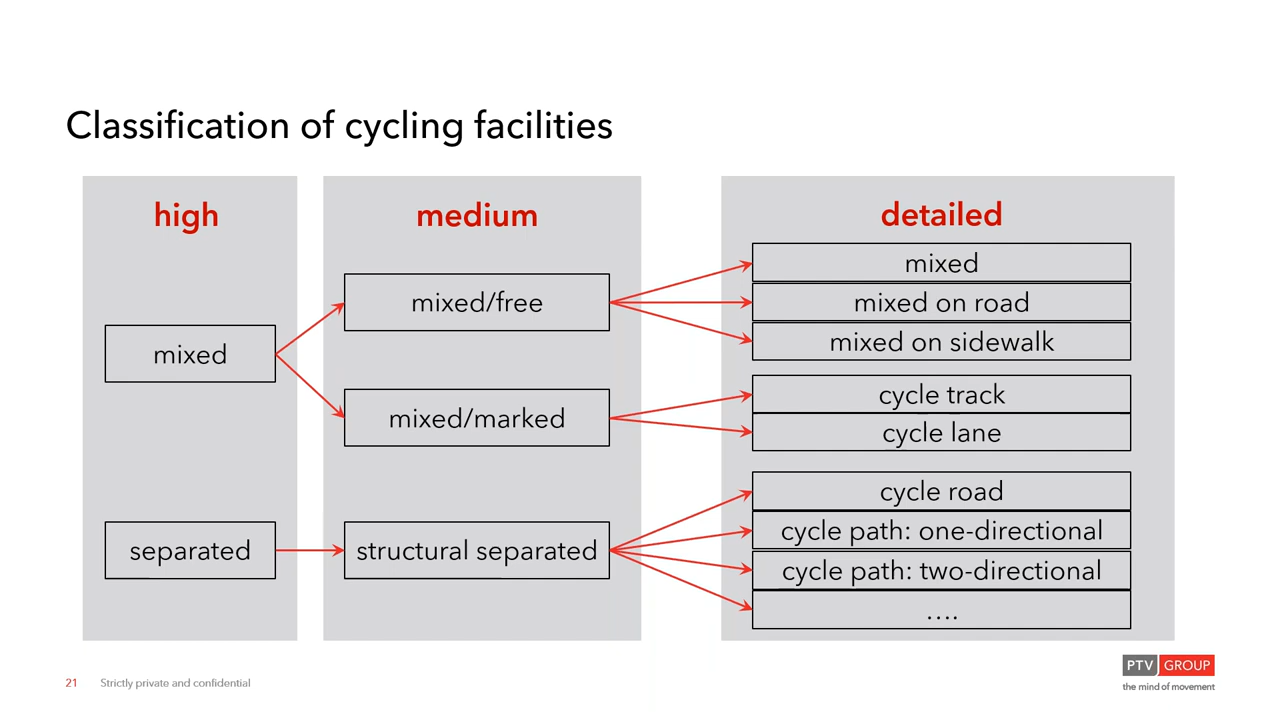 Classification of cycling facilities
high
medium
detailed
mixed
separated
mixed/free
mixed/marked
structural separated
mixed
mixed on road
mixed on sidewalk
cycle track
cycle lane
cycle road
cycle path: one-directional
cycle path: two-directional
....
21 Strictly private and confidential
PTV GROUP
the mind of movement